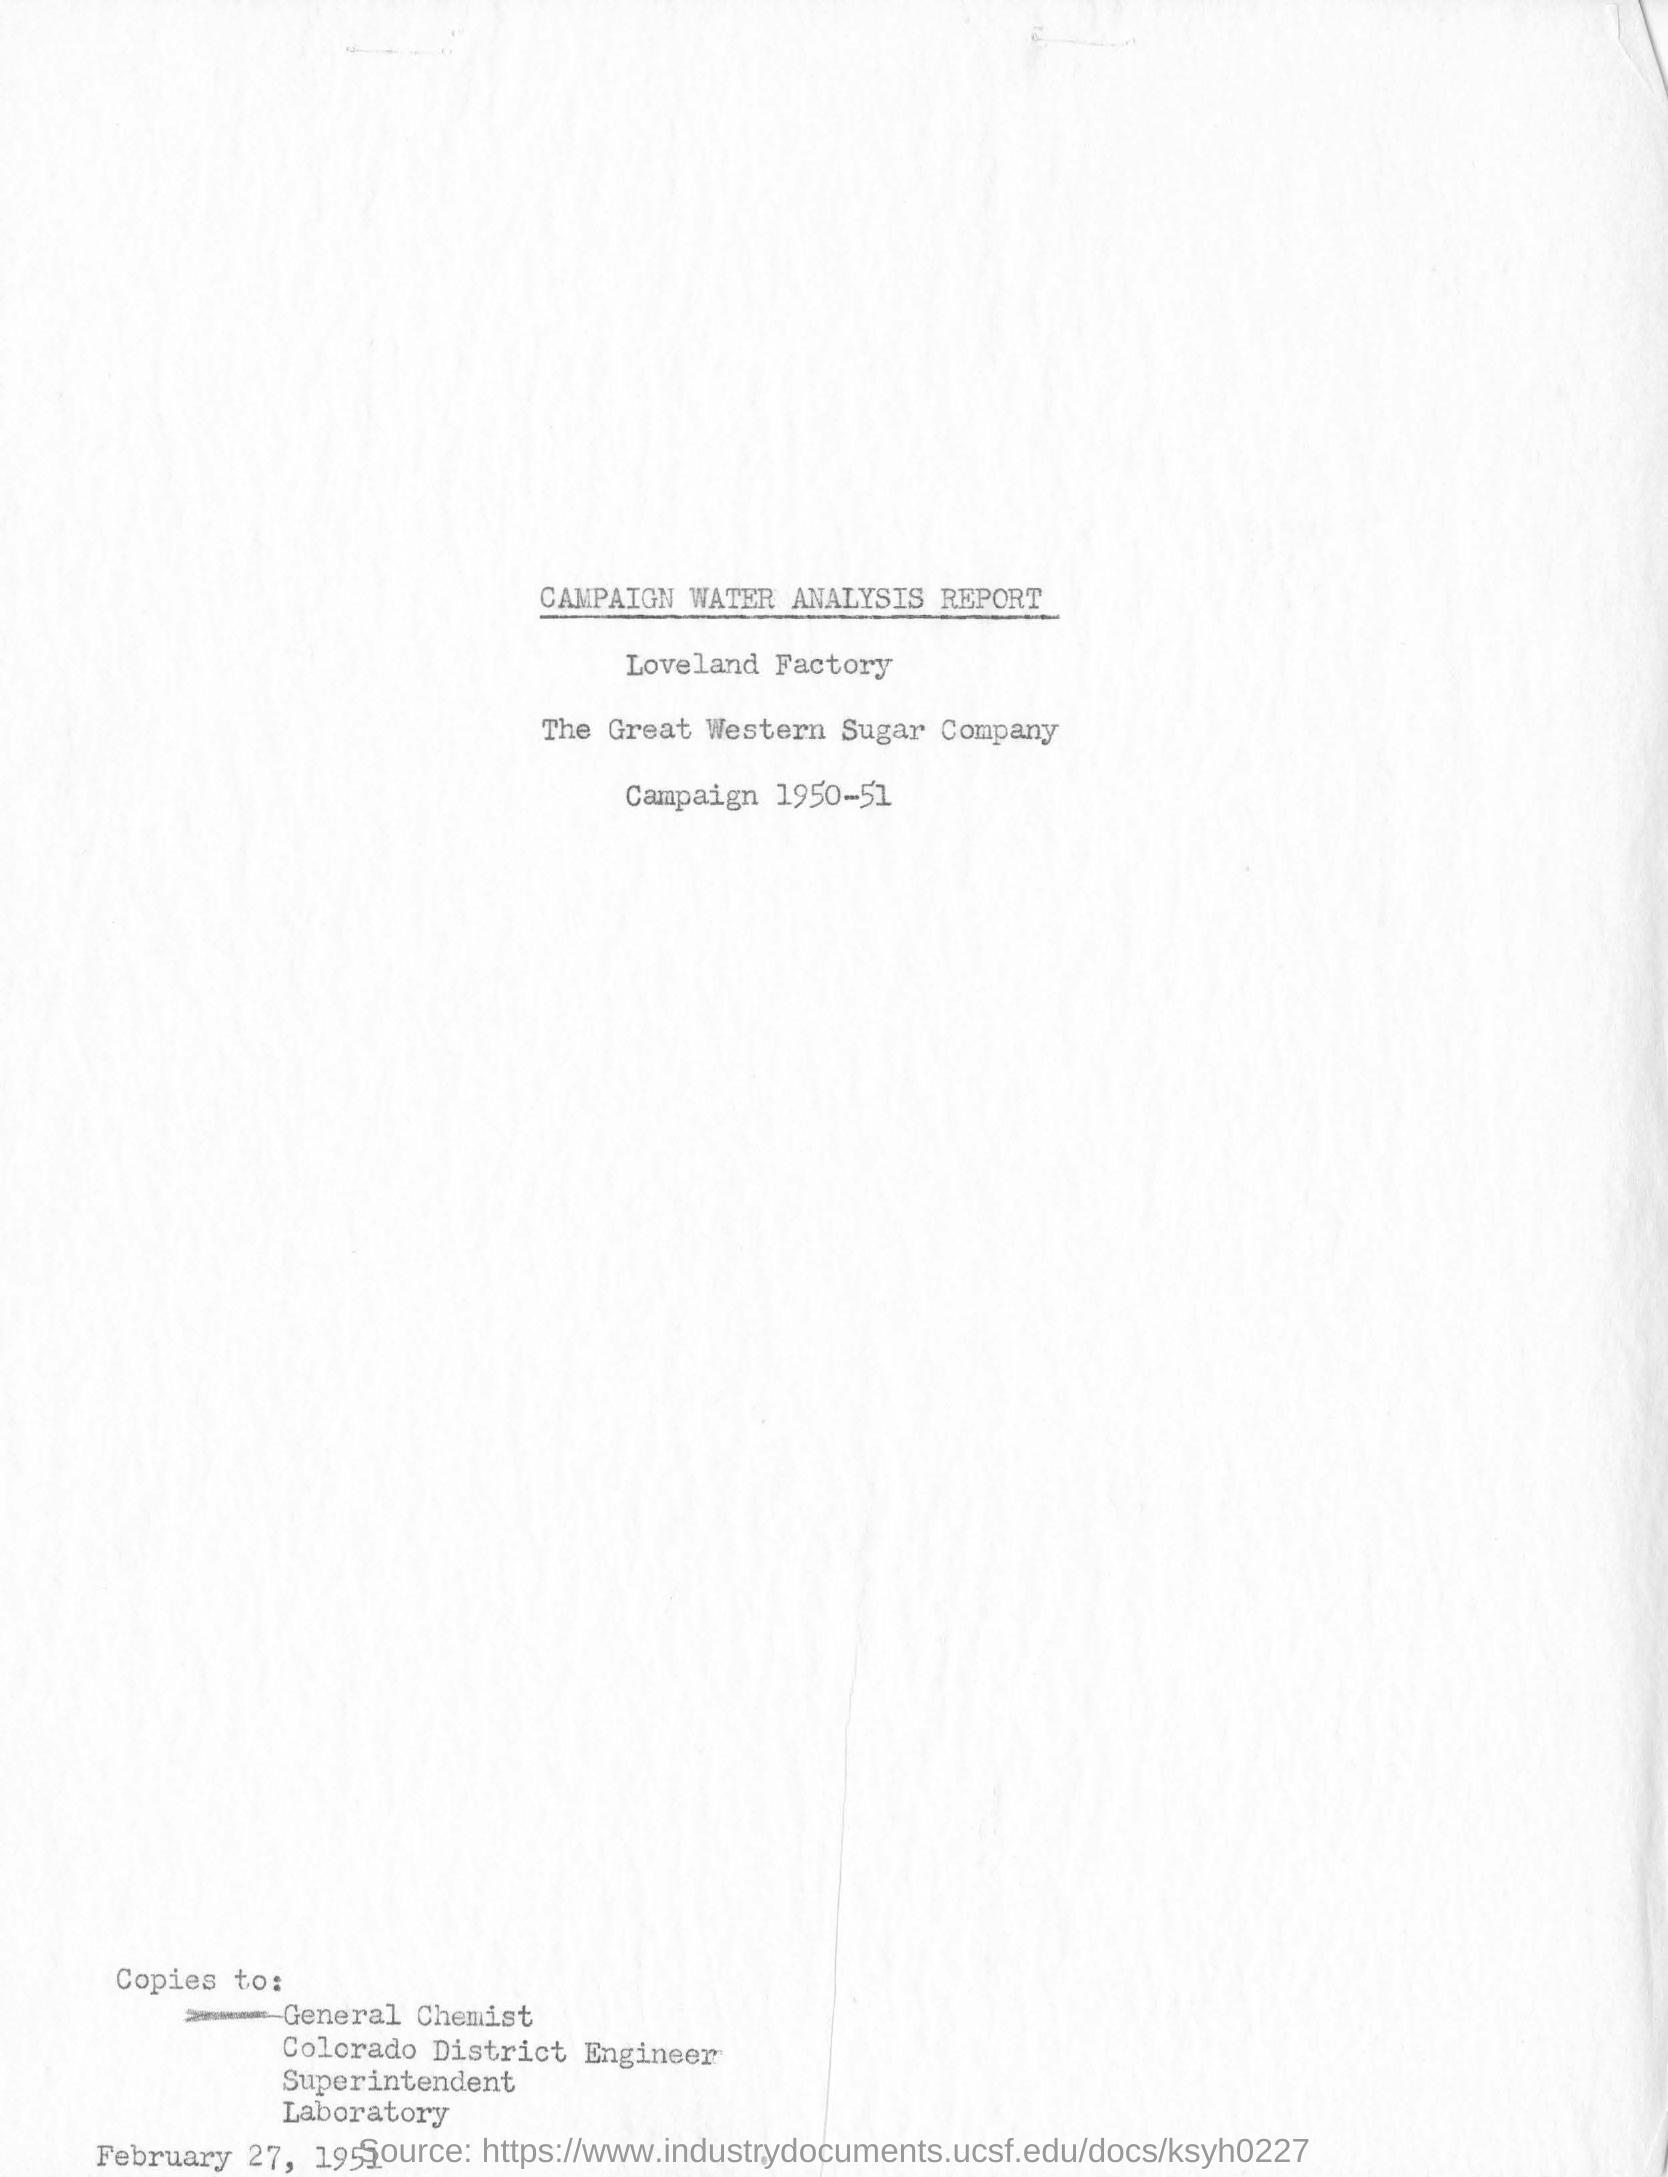 CAMPAIGN WATER ANALYSIS REPORT
Loveland Factory
The Great Western Sugar Company
Campaign 1950-51
Copies to:
General Chemist
Colorado District Engineer
Superintendent
Laboratory
February 27, 1951
Source: https://www.industrydocuments.ucsf.edu/docs/ksyh0227